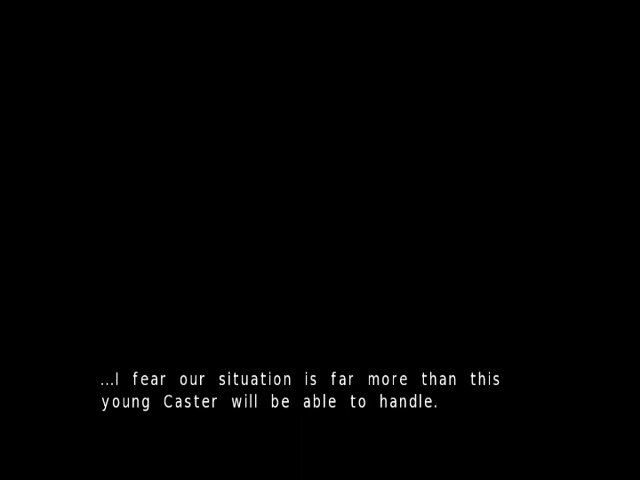 ...I fear our situation is far more than this
young Caster will be able to handle.